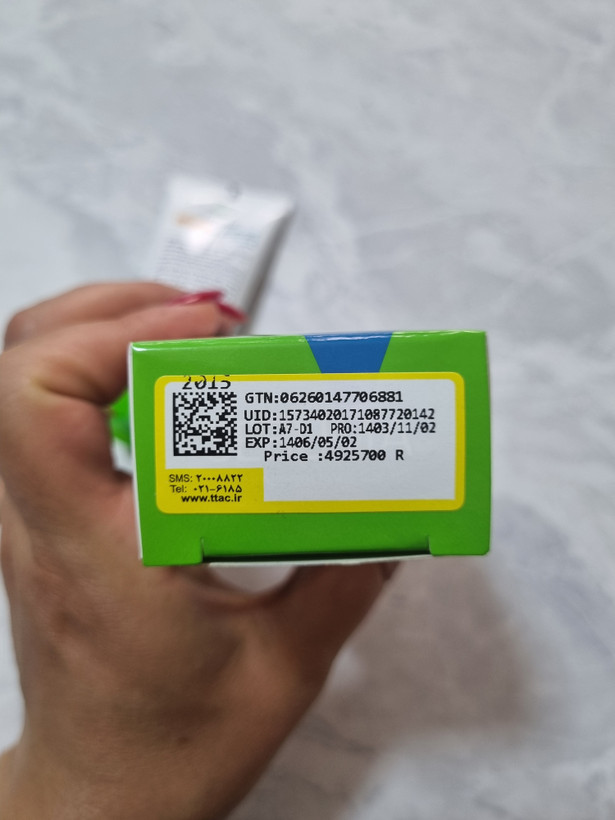 2015
GTN:06260147706881
UID:15734020171087720142
LOT:A7-D1 PRO:1403/11/02
EXP:1406/05/02
Price :4925700 R
SMS: ۲۰۰۰۸۸۲۲
Tel: ۰۲۱-۶۱۸۵
www.ttac.ir